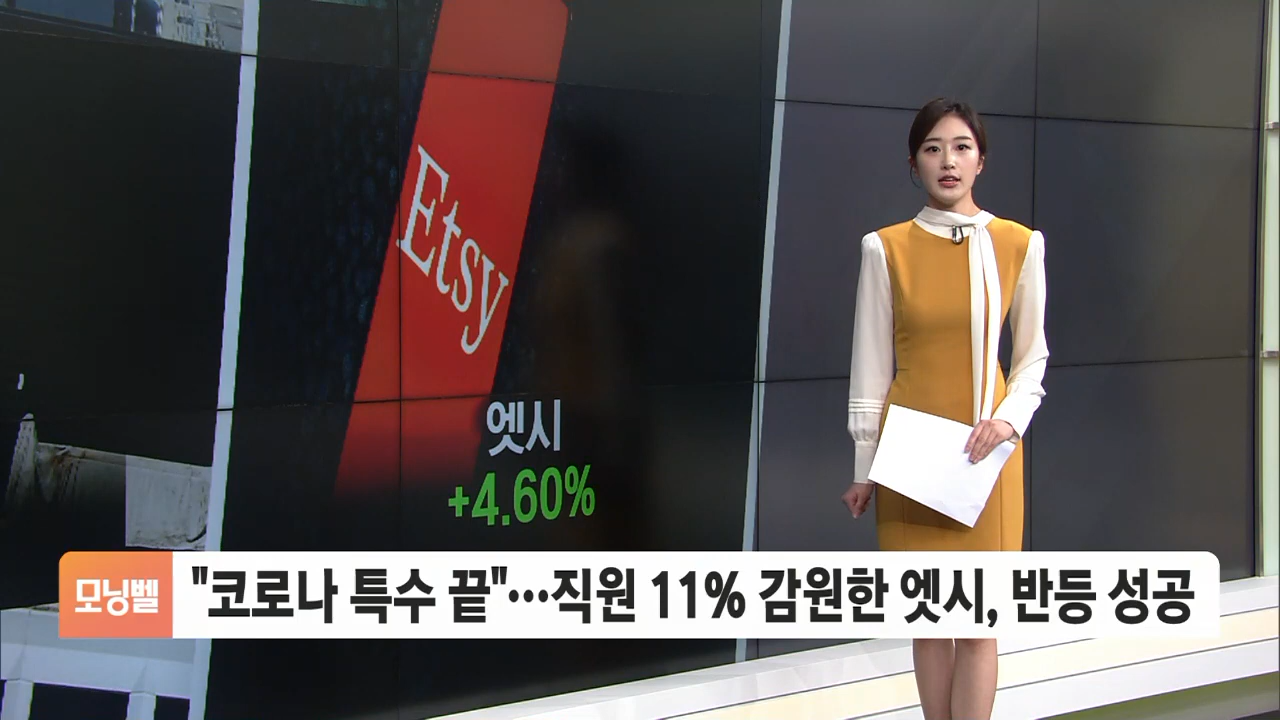 Etsy
엣시
+4.60%
모닝벨
"코로나 특수 끝"…직원 11% 감원한 엣시, 반등 성공